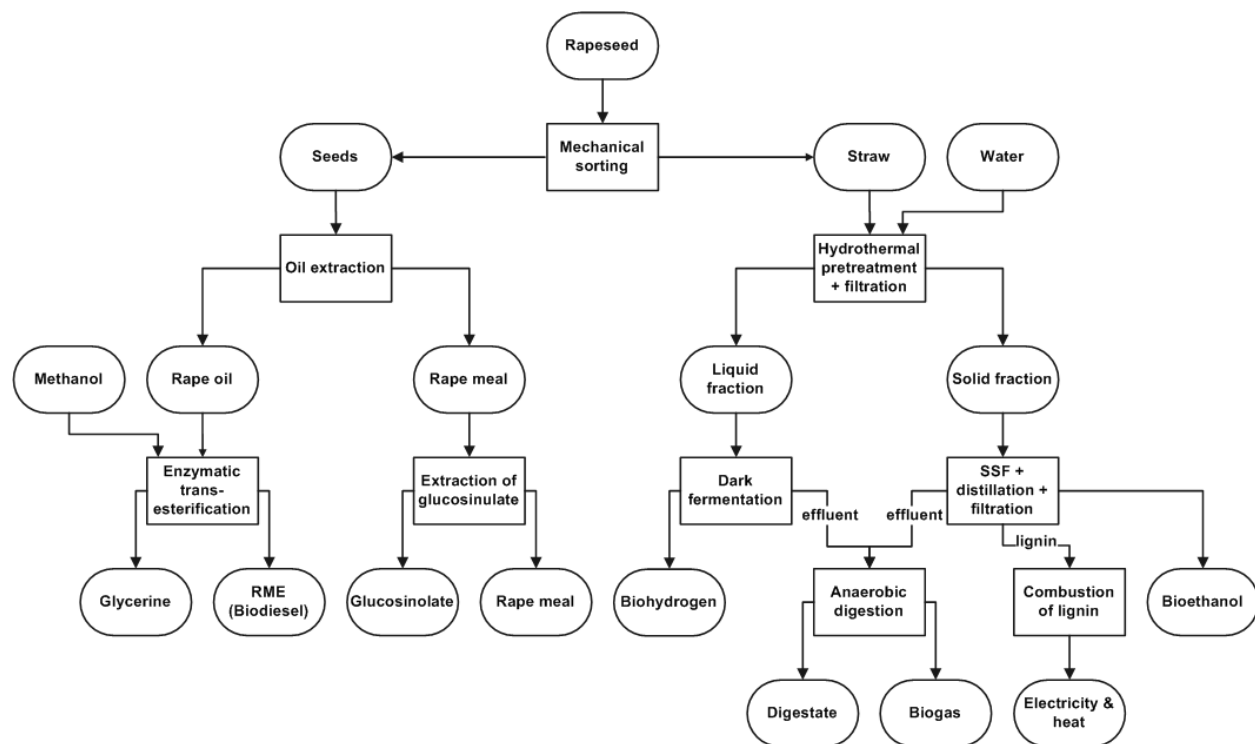 Rapeseed
Seeds
Mechanical
sorting
Straw
Water
Oil extraction
Hydrothermal
pretreatment
+ filtration
Methanol
Rape oil
Rape meal
Liquid
fraction
Solid fraction
Enzymatic
trans-
esterification
Extraction of
glucosinulate
Dark
fermentation
SSF +
distillation +
filtration
effluent
effluent
lignin
Glycerine
RME
(Biodiesel)
Glucosinolate
Rape meal
Biohydrogen
Anaerobic
digestion
Combustion
of lignin
Bioethanol
Digestate
Biogas
Electricity &
heat